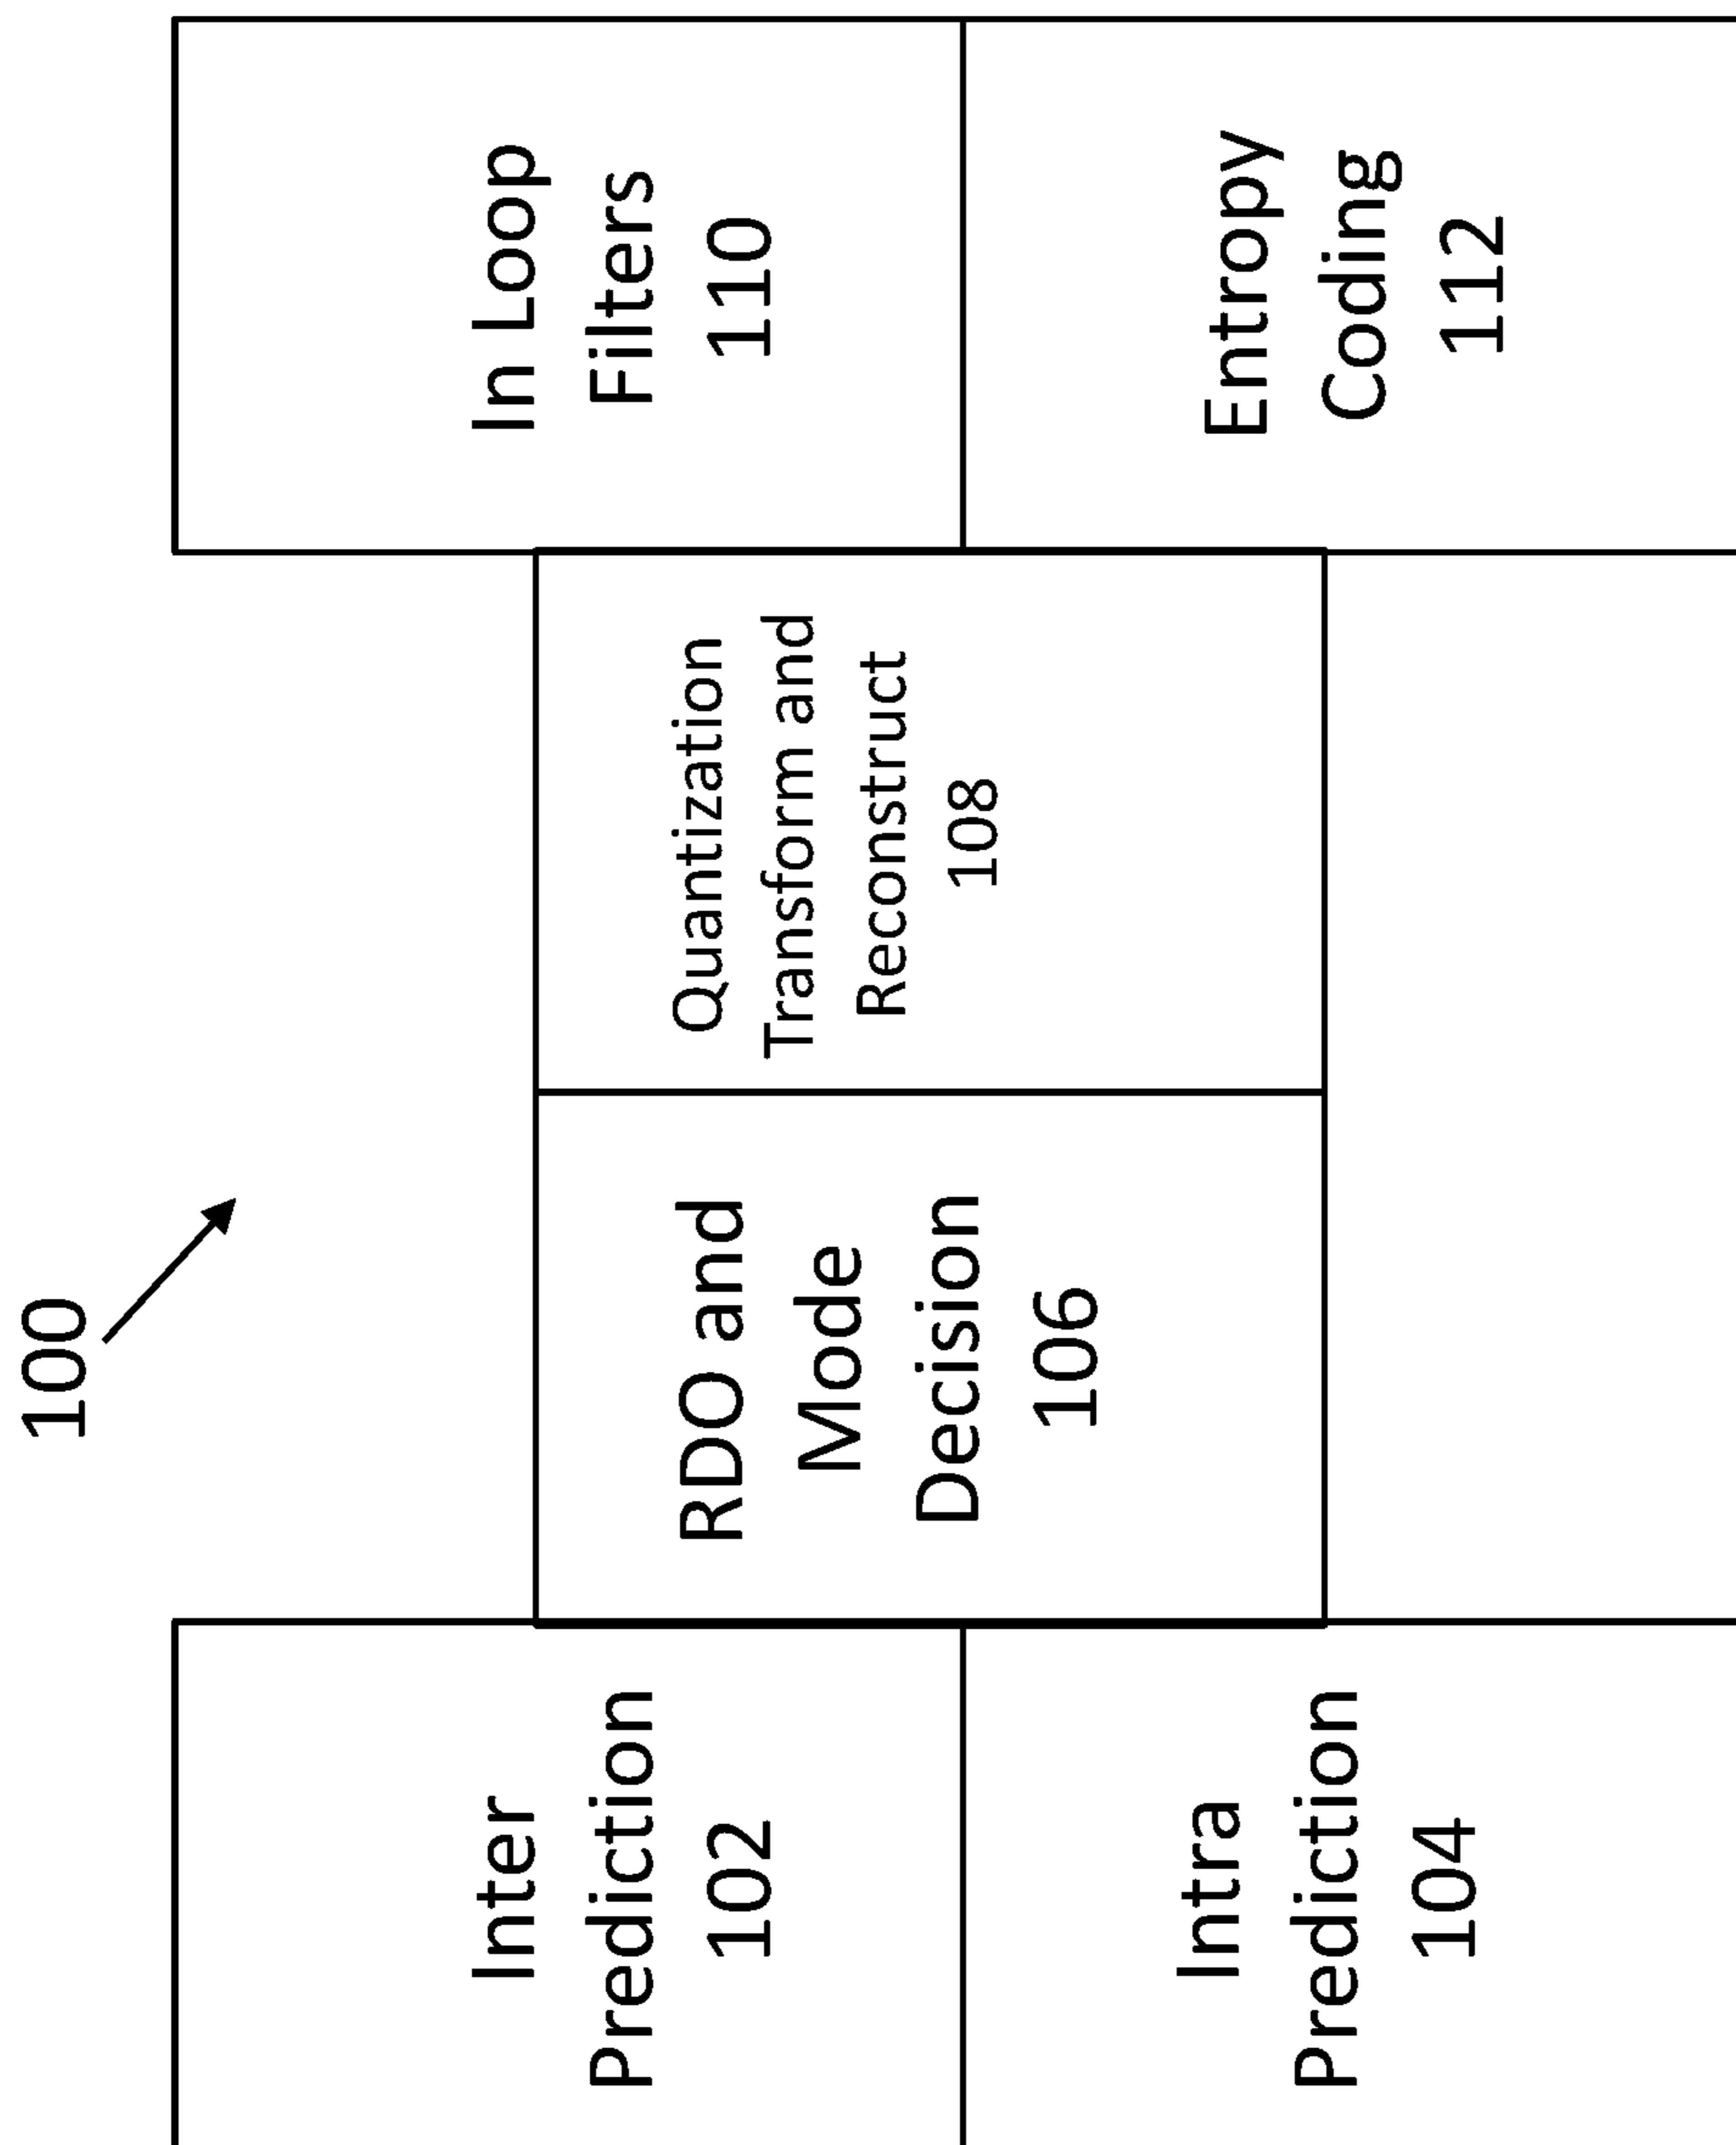 100
Inter
Prediction
102
Intra
Prediction
104
RDO and
Mode
Decision
106
Quantization
Transform and
Reconstruct
108
In Loop
Filters
110
Entropy
Coding
112